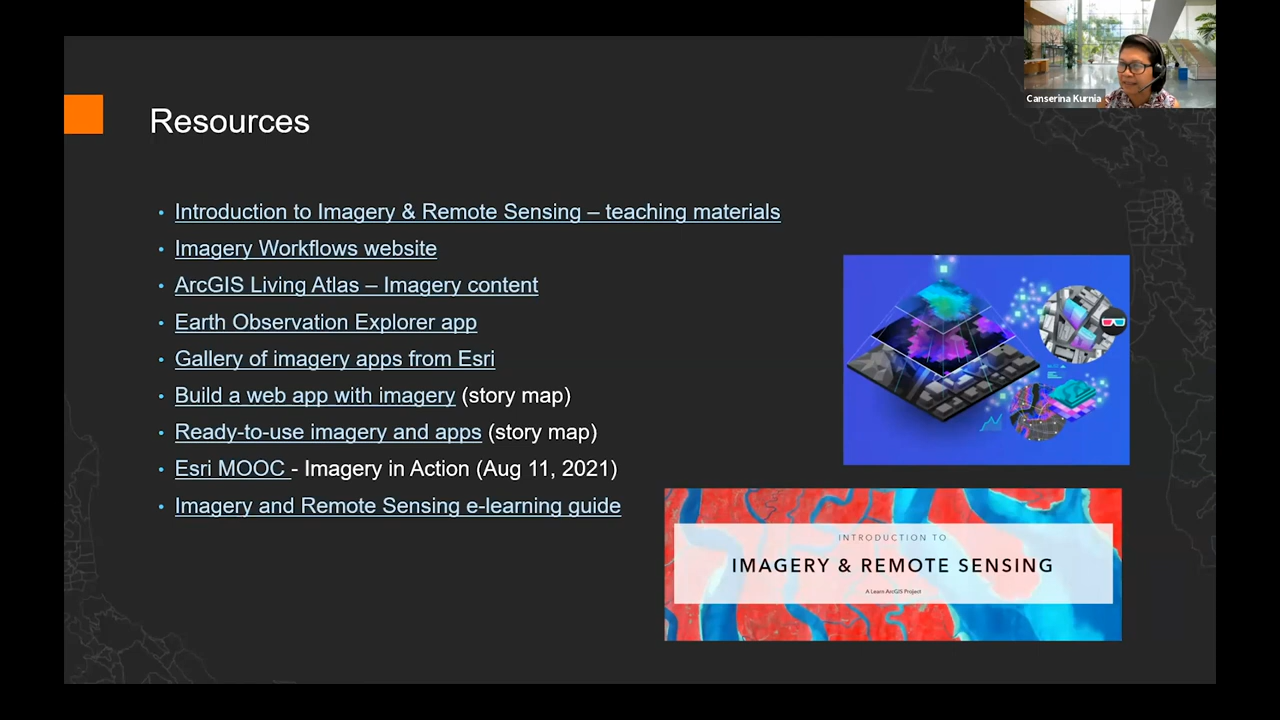 Canserina Kurnia
Resources
• Introduction to Imagery & Remote Sensing – teaching materials
• Imagery Workflows website
• ArcGIS Living Atlas – Imagery content
• Earth Observation Explorer app
• Gallery of imagery apps from Esri
• Build a web app with imagery (story map)
• Ready-to-use imagery and apps (story map)
• Esri MOOC - Imagery in Action (Aug 11, 2021)
• Imagery and Remote Sensing e-learning guide
INTRODUCTION TO
IMAGERY & REMOTE SENSING
A Learn ArcGIS Project